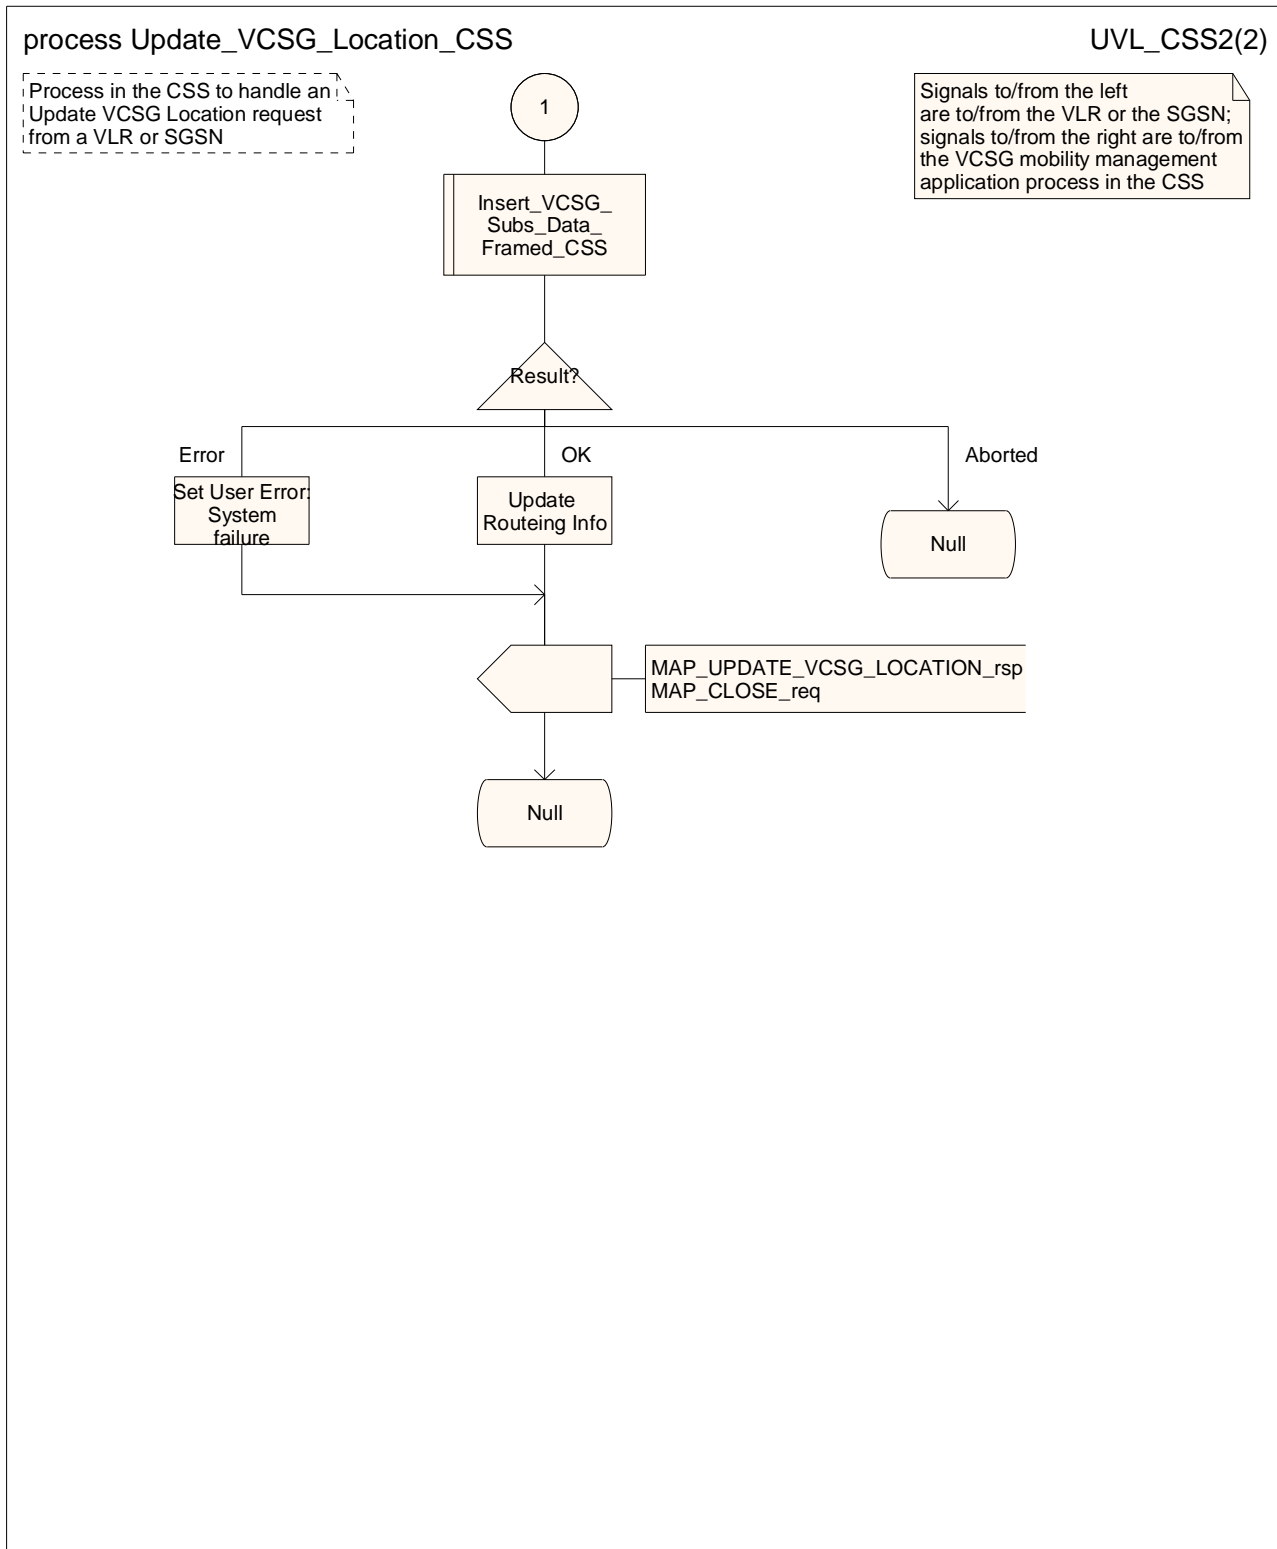 process Update_VCSG_Location_CSS
UVL_CSS2(2)
Process in the CSS to handle an
Update VCSG Location request
from a VLR or SGSN
1
Signals to/from the left
are to/from the VLR or the SGSN;
signals to/from the right are to/from
the VCSG mobility management
application process in the CSS
Insert_VCSG_
Subs_Data_
Framed_CSS
Result?
Error
OK
Aborted
Set User Error:
System
failure
Update
Routeing Info
Null
MAP_UPDATE_VCSG_LOCATION_rsp
MAP_CLOSE_req
Null